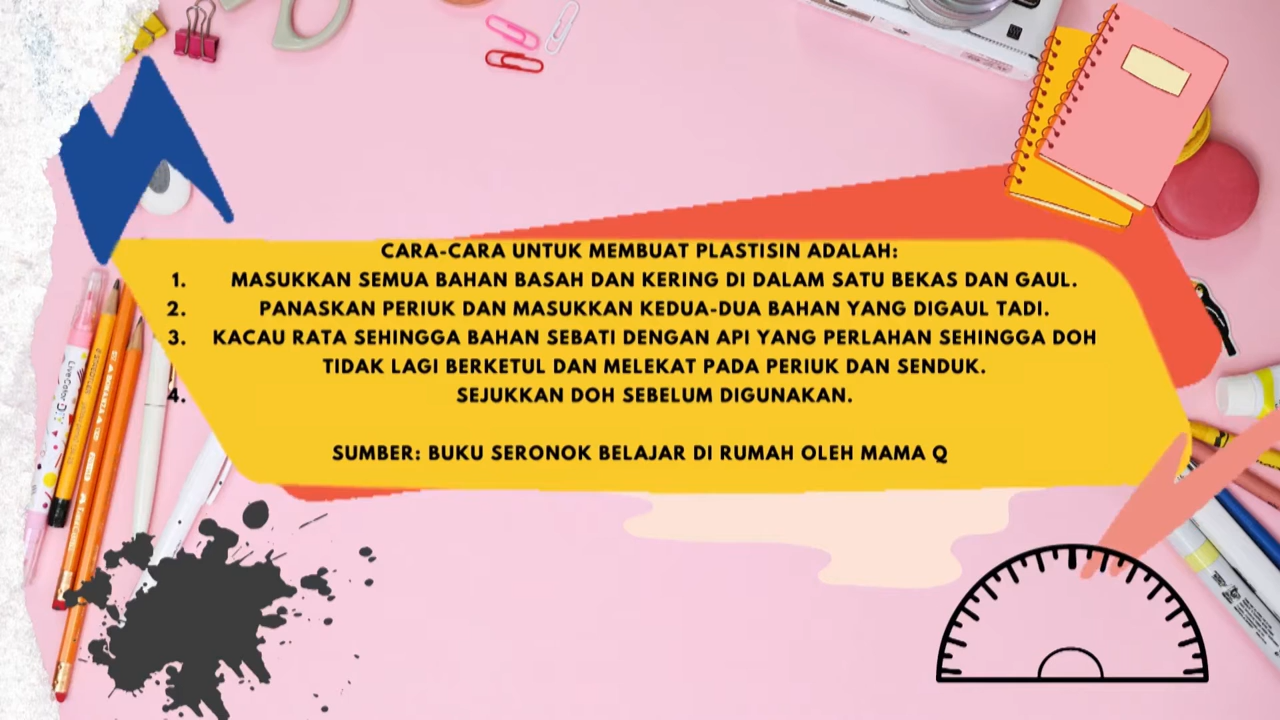 CARA-CARA UNTUK MEMBUAT PLASTISIN ADALAH:
1. MASUKKAN SEMUA BAHAN BASAH DAN KERING DI DALAM SATU BEKAS DAN GAUL.
2. PANASKAN PERIUK DAN MASUKKAN KEDUA-DUA BAHAN YANG DIGAUL TADI.
3. KACAU RATA SEHINGGA BAHAN SEBATI DENGAN API YANG PERLAHAN SEHINGGA DOH
TIDAK LAGI BERKETUL DAN MELEKAT PADA PERIUK DAN SENDUK.
4. SEJUKKAN DOH SEBELUM DIGUNAKAN.
SUMBER: BUKU SERONOK BELAJAR DI RUMAH OLEH MAMA Q